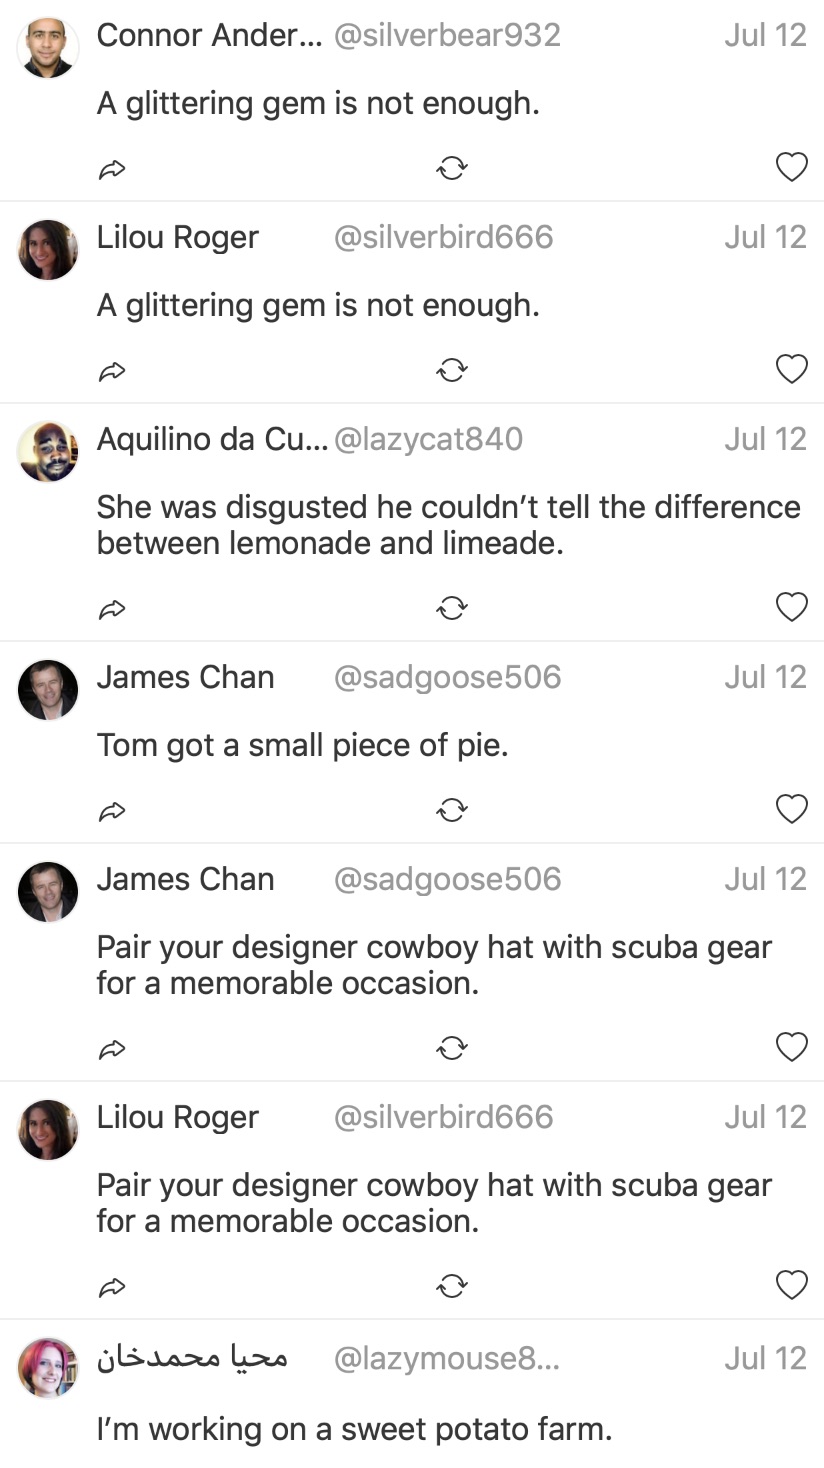 Connor Ander... @silverbear932 Jul 12
A glittering gem is not enough.
Lilou Roger @silverbird666 Jul 12
A glittering gem is not enough.
Aquilino da Cu... @lazycat840 Jul 12
She was disgusted he couldn’t tell the difference
between lemonade and limeade.
James Chan @sadgoose506 Jul 12
Tom got a small piece of pie.
James Chan @sadgoose506 Jul 12
Pair your designer cowboy hat with scuba gear
for a memorable occasion.
Lilou Roger @silverbird666 Jul 12
Pair your designer cowboy hat with scuba gear
for a memorable occasion.
محیا محمدخان @lazymouse8... Jul 12
I’m working on a sweet potato farm.